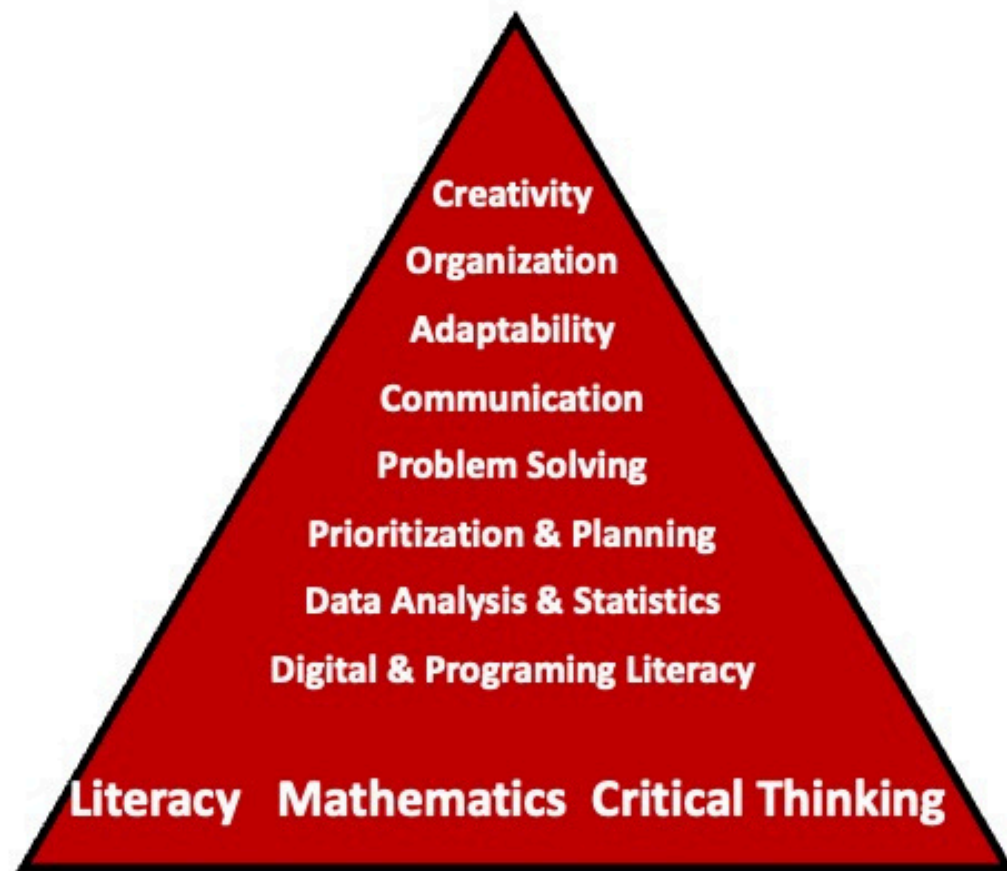 Creativity
Organization
Adaptability
Communication
Problem Solving
Prioritization & Planning
Data Analysis & Statistics
Digital & Programing Literacy
Literacy Mathematics Critical Thinking